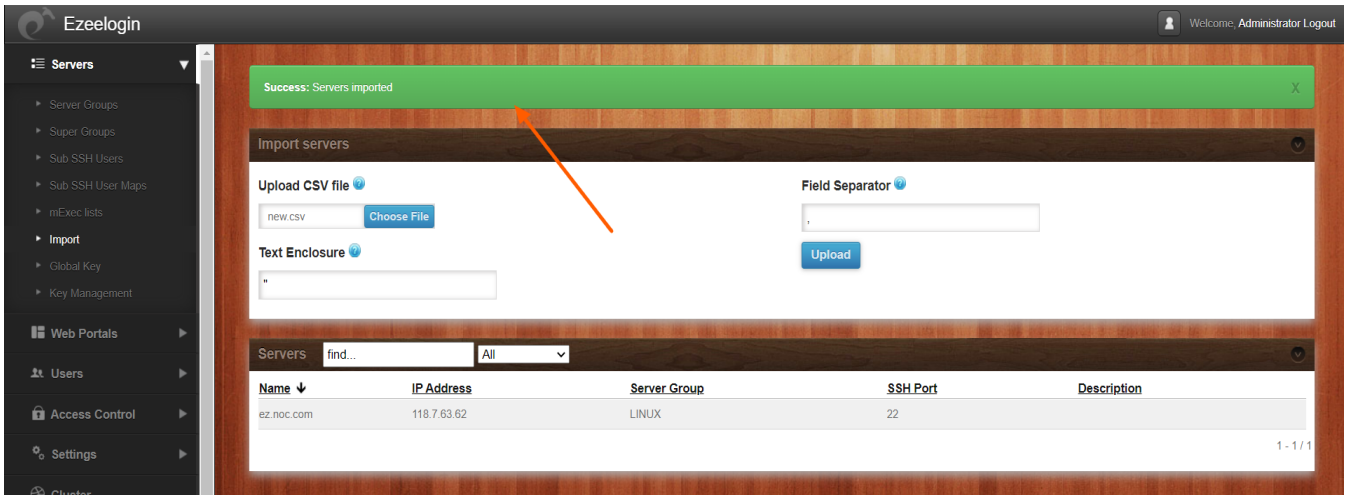 Ezeelogin
Welcome, Administrator Logout
Servers
Server Groups
Super Groups
Sub SSH Users
Sub SSH User Maps
mExec lists
Import
Global Key
Key Management
Web Portals
Users
Access Control
Settings
Cluster
Success: Servers imported
X
Import servers
Upload CSV file ?
Field Separator ?
new.csv Choose File
,
Text Enclosure ?
Upload
"
Servers find... All
Name IP Address Server Group SSH Port Description
ez.noc.com 118.7.63.62 LINUX 22
1 - 1 / 1